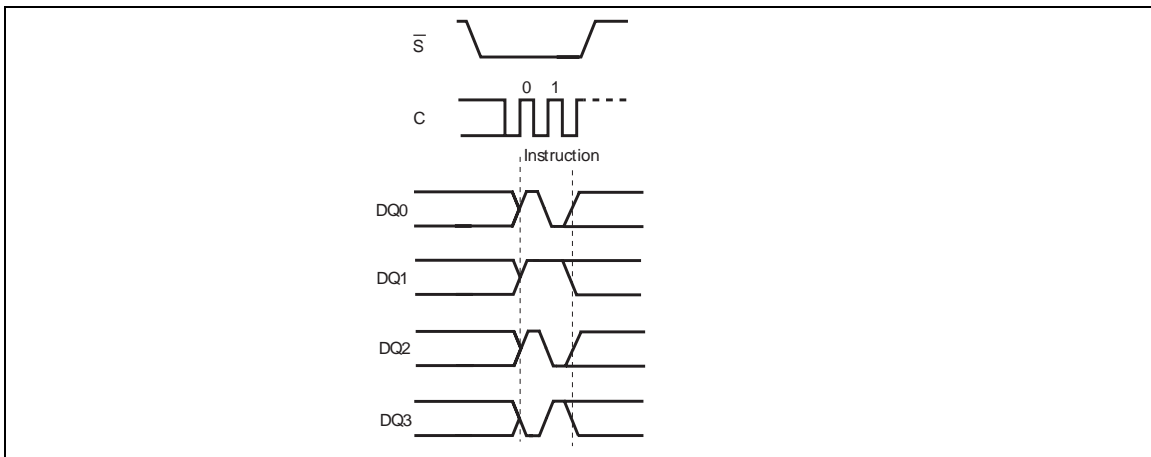 S̅
0 1
C
Instruction
DQ0
DQ1
DQ2
DQ3